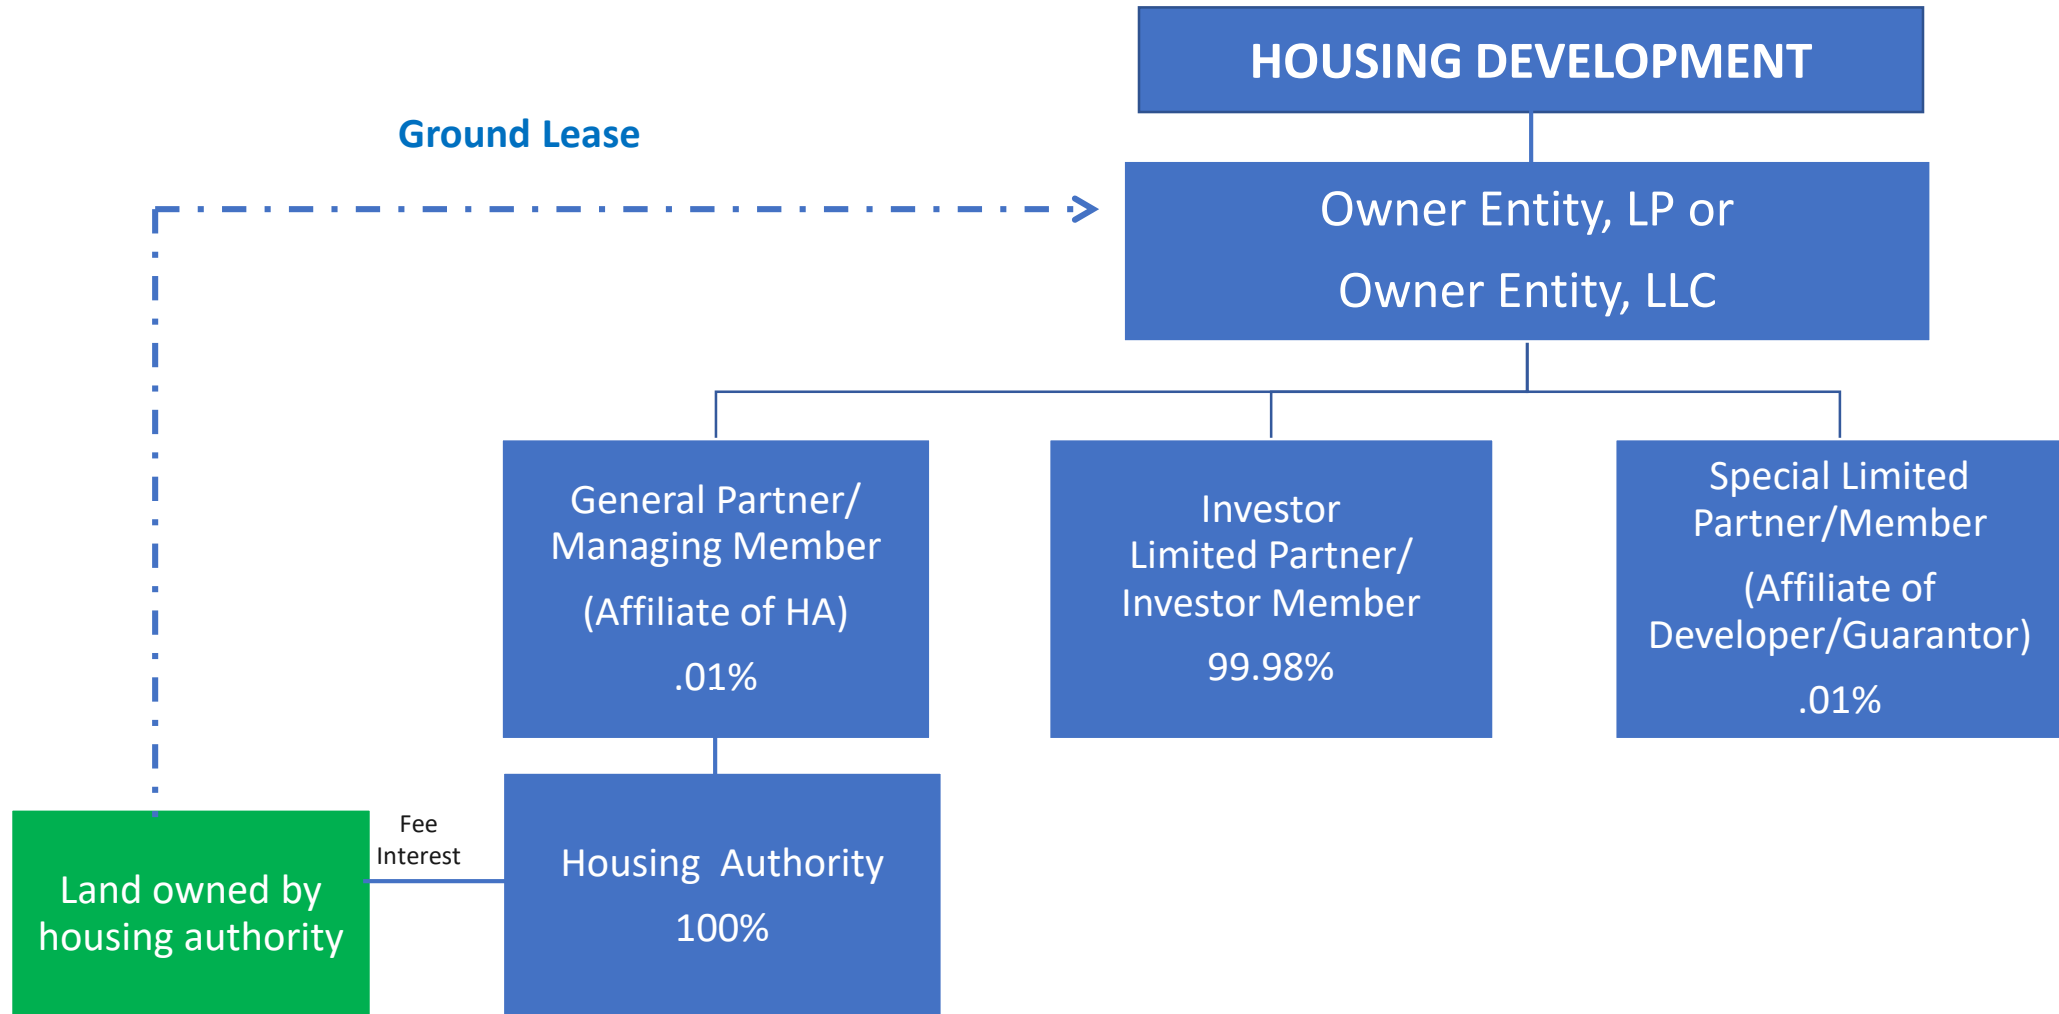 HOUSING DEVELOPMENT
Ground Lease
Owner Entity, LP or
Owner Entity, LLC
General Partner/
Managing Member
(Affiliate of HA)
.01%
Investor
Limited Partner/
Investor Member
99.98%
Special Limited
Partner/Member
(Affiliate of
Developer/Guarantor)
.01%
Land owned by
housing authority
Fee
Interest
Housing Authority
100%